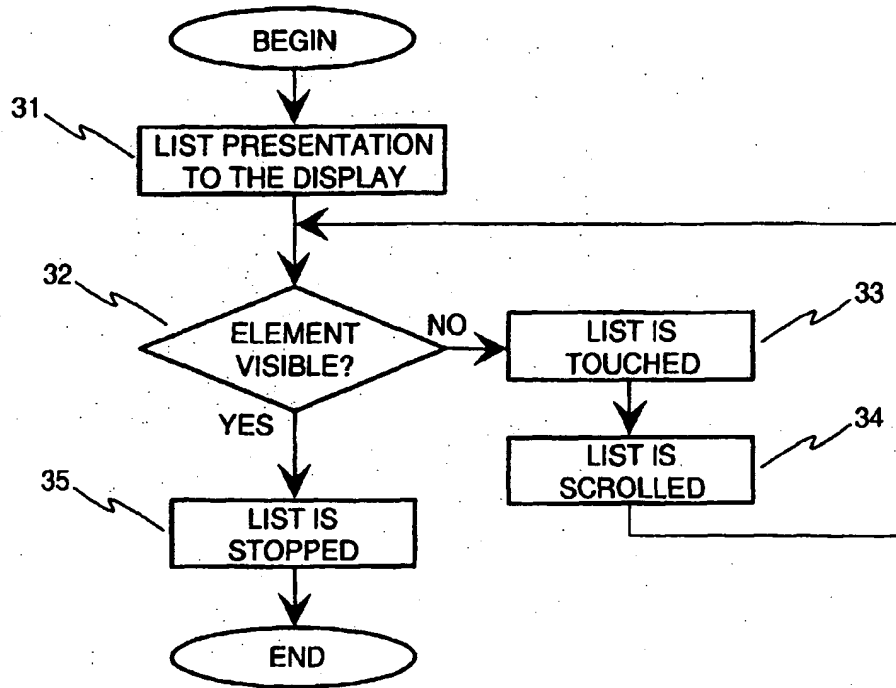 BEGIN
31
LIST PRESENTATION
TO THE DISPLAY
32
ELEMENT
VISIBLE?
NO
33
LIST IS
TOUCHED
YES
34
LIST IS
SCROLLED
35
LIST IS
STOPPED
END